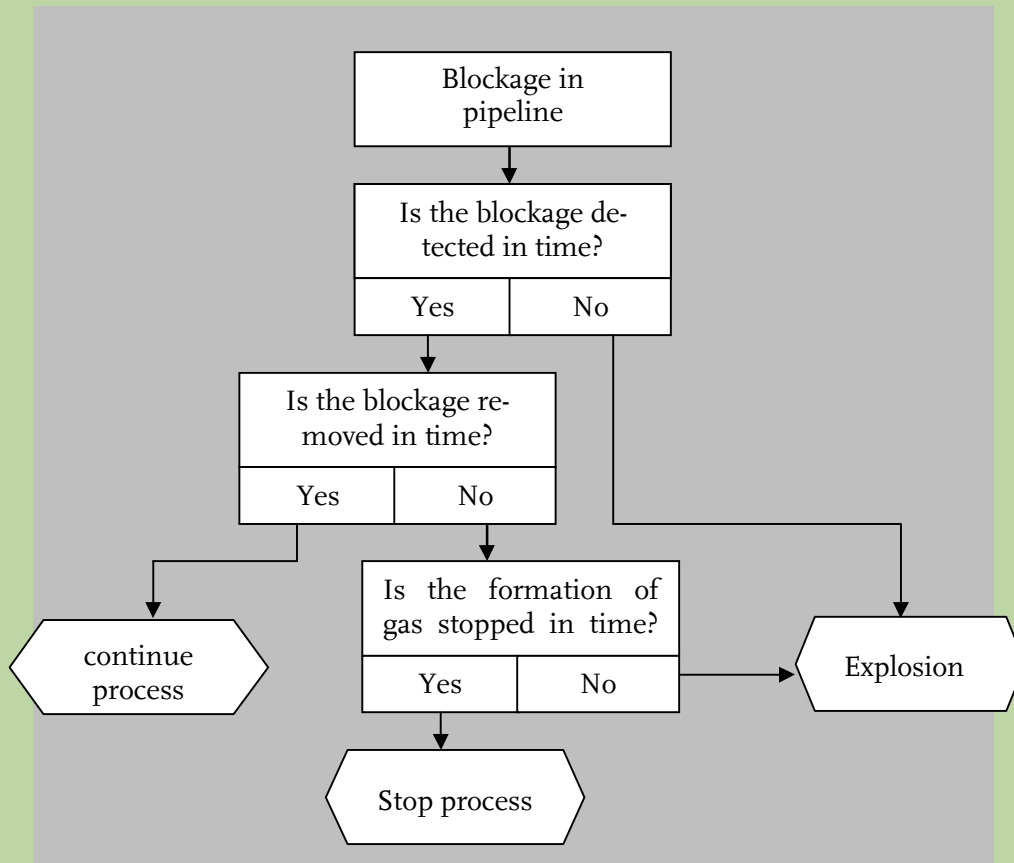 Blockage in
pipeline
Is the blockage de-
tected in time?
Yes
No
Is the blockage re-
moved in time?
Yes
No
Is the formation of
gas stopped in time?
Yes
No
continue
process
Explosion
Stop process